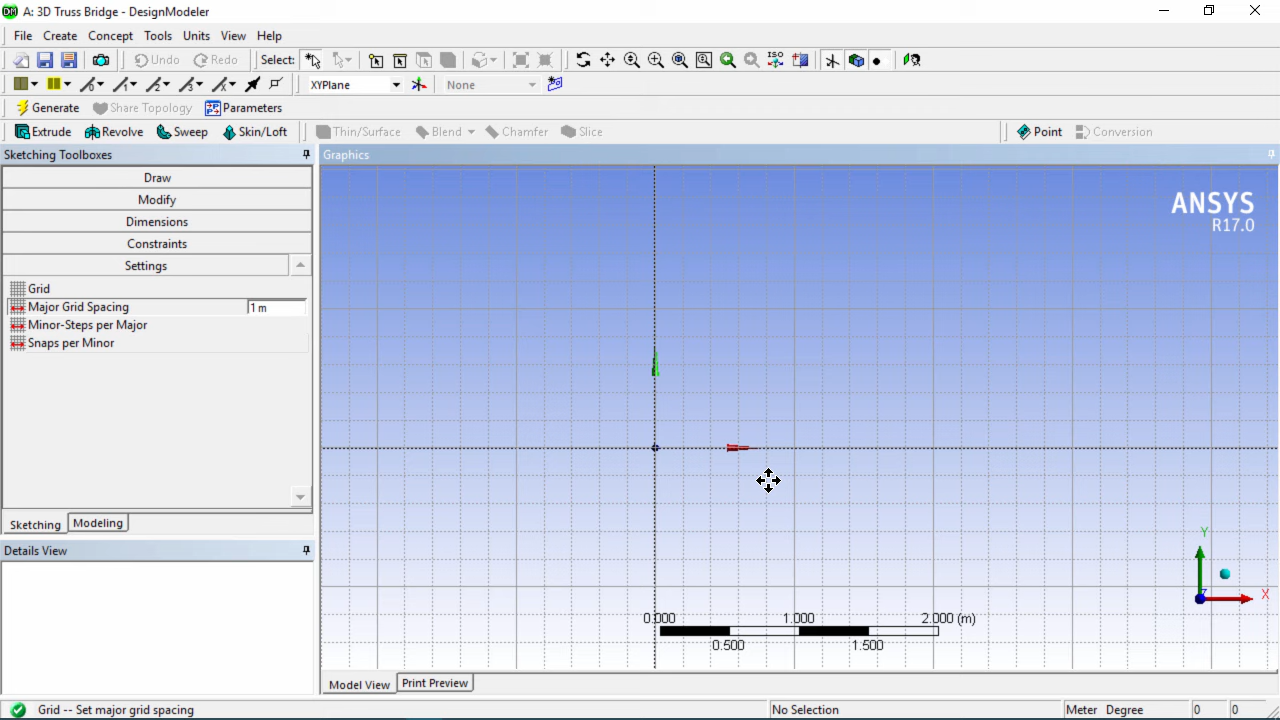 DM A: 3D Truss Bridge - DesignModeler
File Create Concept Tools Units View Help
Undo Redo Select: ISO
XYPlane None
Generate Share Topology Parameters
Extrude Revolve Sweep Skin/Loft Thin/Surface Blend Chamfer Slice Point Conversion
Sketching Toolboxes
Draw
Modify
Dimensions
Constraints
Settings
Grid
Major Grid Spacing 1 m
Minor-Steps per Major
Snaps per Minor
Sketching Modeling
Details View
Graphics
ANSYS
R17.0
Y
X
Z
0.000 1.000 2.000 (m)
0.500 1.500
Model View Print Preview
Grid -- Set major grid spacing No Selection Meter Degree 0 0